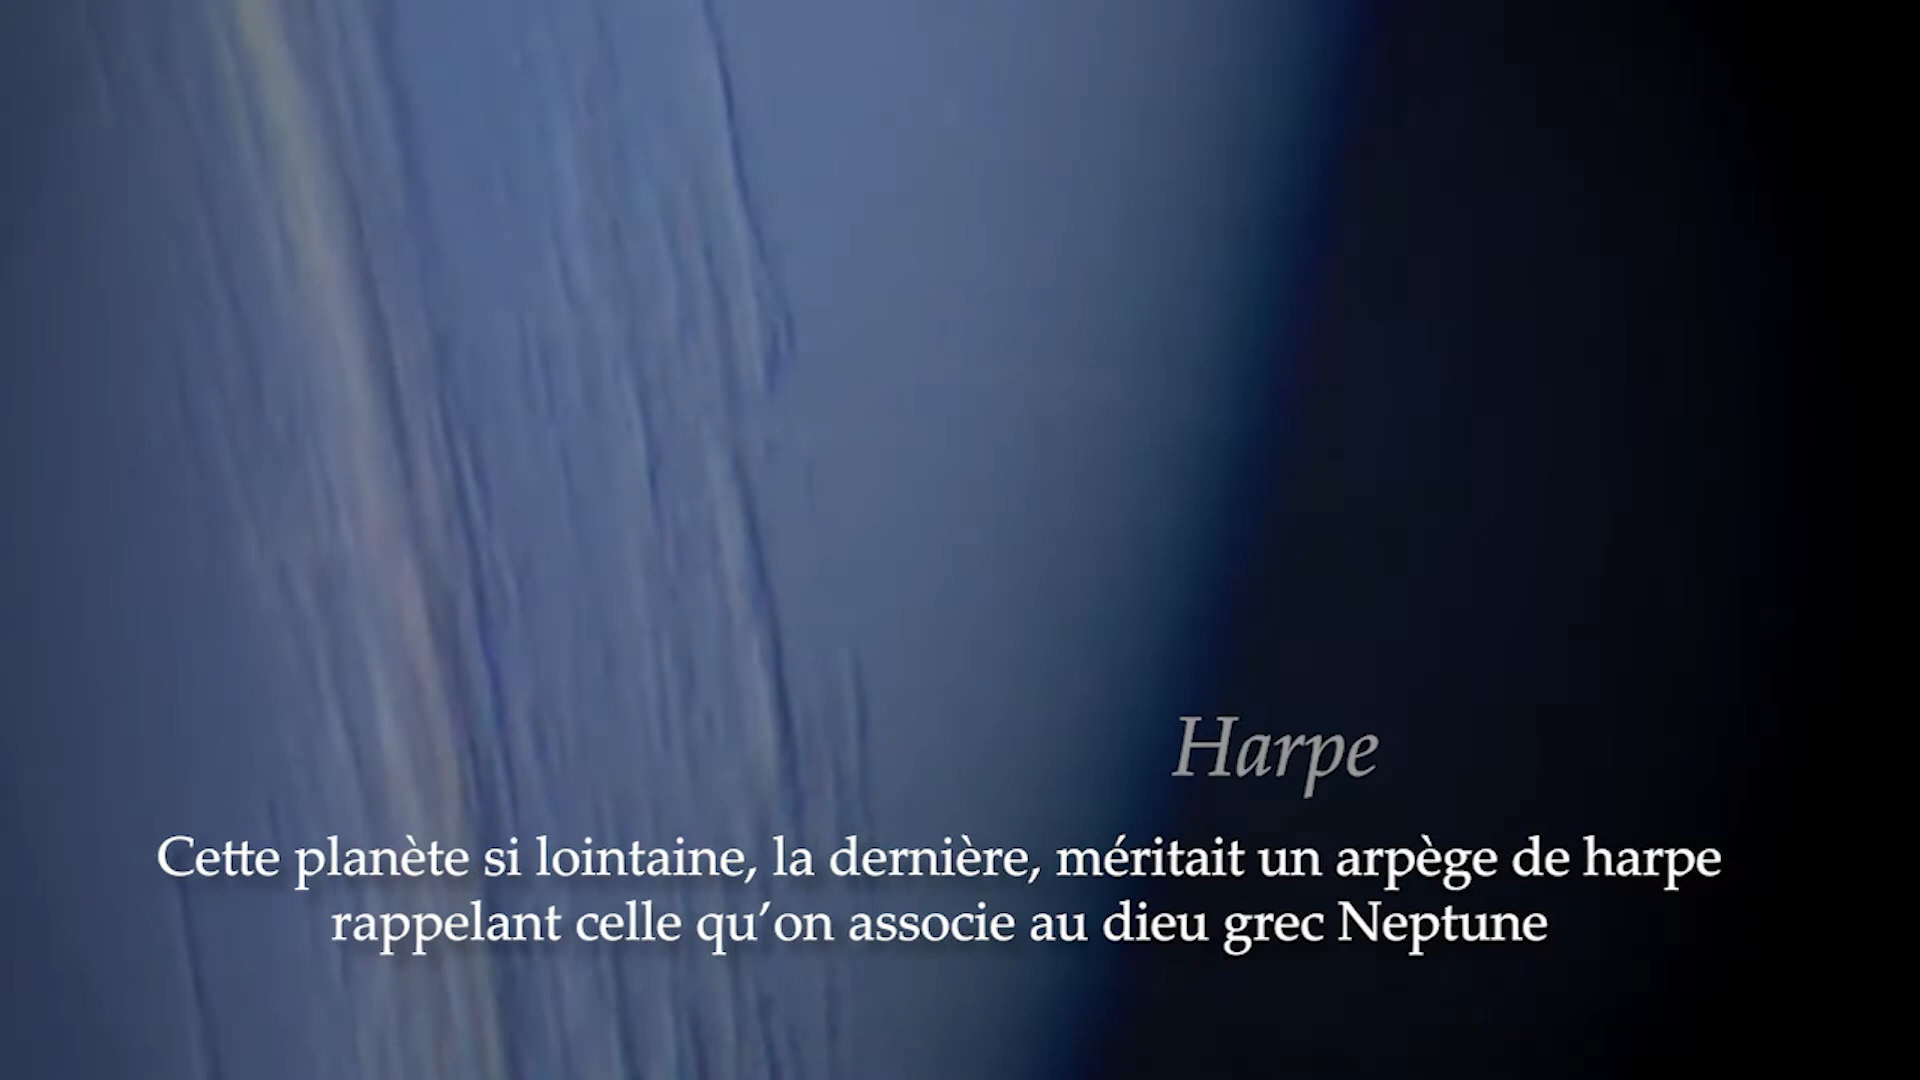 Harpe
Cette planète si lointaine, la dernière, méritait un arpège de harpe
rappelant celle qu’on associe au dieu grec Neptune